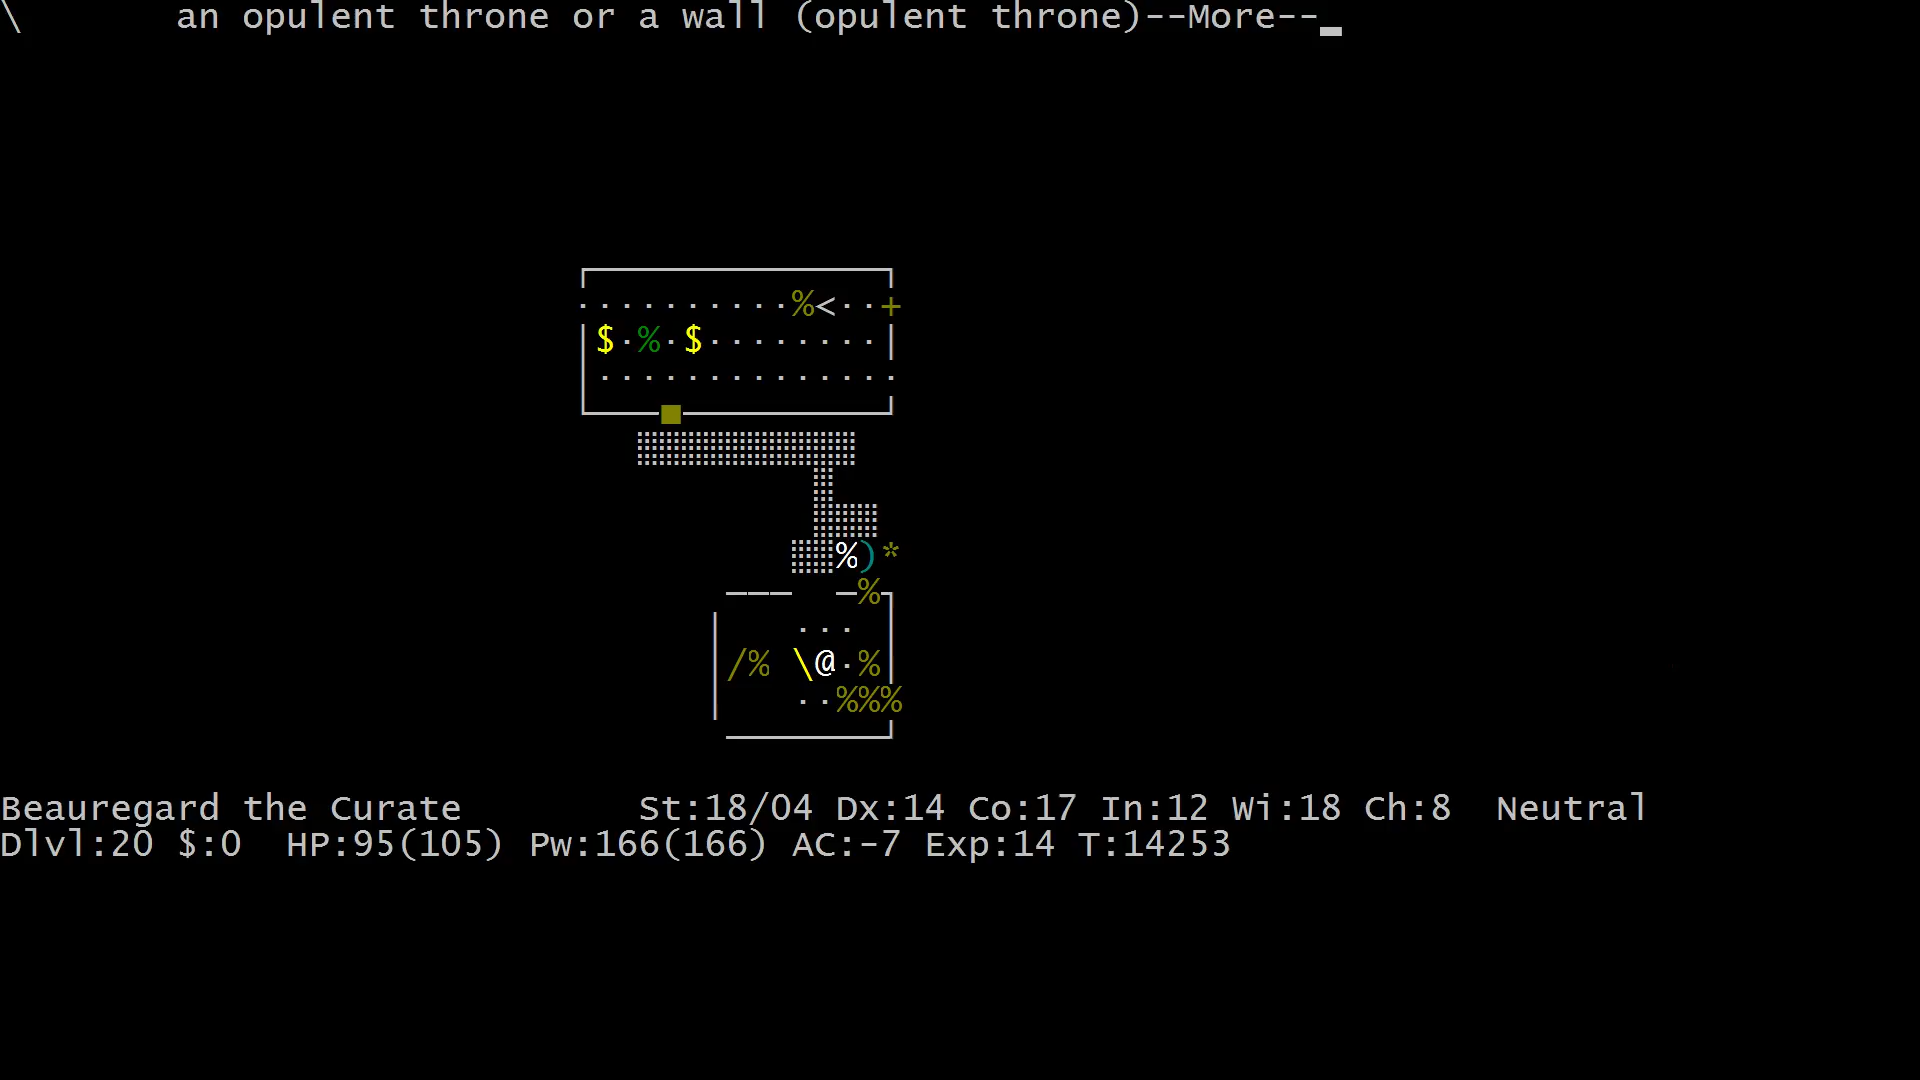 \       an opulent throne or a wall (opulent throne)--More--
..........%<..+
|$.%.$........|
|..............
%)*
--- -%
| ... |
|/% \@.%|
| ..%%%
Beauregard the Curate        St:18/04 Dx:14 Co:17 In:12 Wi:18 Ch:8  Neutral
Dlvl:20 $:0  HP:95(105) Pw:166(166) AC:-7 Exp:14 T:14253